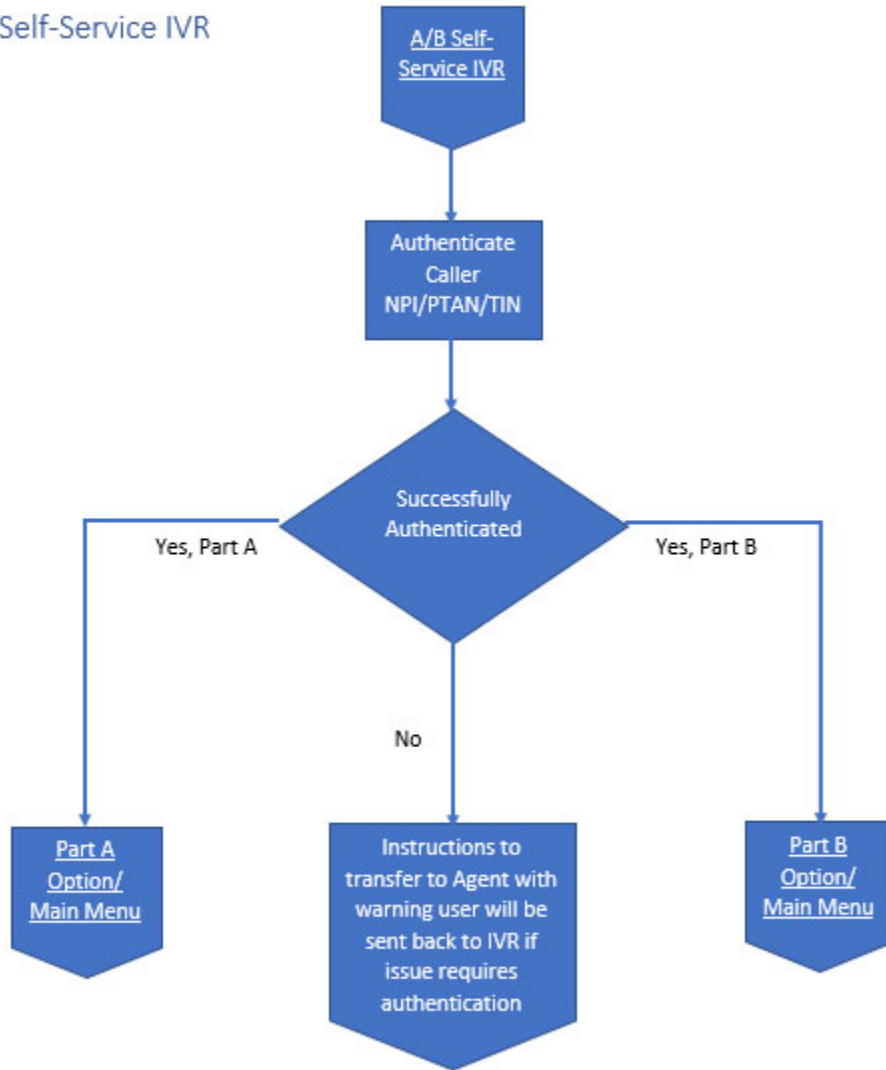 Self-Service IVR
A/B Self-
Service IVR
Authenticate
Caller
NPI/PTAN/TIN
Successfully
Authenticated
Yes, Part A
Yes, Part B
No
Part A
Option/
Main Menu
Instructions to
transfer to Agent with
warning user will be
sent back to IVR if
issue requires
authentication
Part B
Option/
Main Menu